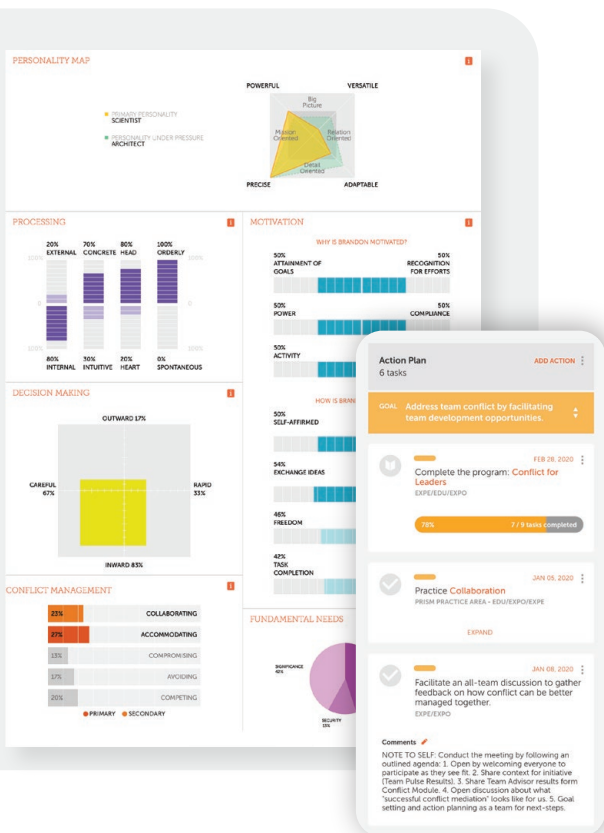 PERSONALITY MAP
PRIMARY PERSONALITY
SCIENTIST
PERSONALITY UNDER PRESSURE
ARCHITECT
POWERFUL
VERSATILE
Big
Picture
Mission
Oriented
Relation
Oriented
Detail
Oriented
PRECISE
ADAPTABLE
PROCESSING
20%
EXTERNAL
70%
CONCRETE
80%
HEAD
100%
ORDERLY
100%
100%
0
0
100%
100%
80%
INTERNAL
30%
INTUITIVE
20%
HEART
0%
SPONTANEOUS
MOTIVATION
WHY IS BRANDON MOTIVATED?
50%
ATTAINMENT OF
GOALS
50%
RECOGNITION
FOR EFFORTS
50%
POWER
50%
COMPLIANCE
50%
ACTIVITY
HOW IS BRAN
50%
SELF-AFFIRMED
54%
EXCHANGE IDEAS
46%
FREEDOM
42%
TASK
COMPLETION
DECISION MAKING
OUTWARD 17%
CAREFUL
67%
RAPID
33%
INWARD 83%
CONFLICT MANAGEMENT
23% COLLABORATING
27% ACCOMMODATING
13% COMPROMISING
17% AVOIDING
20% COMPETING
PRIMARY SECONDARY
FUNDAMENTAL NEEDS
SIGNIFICANCE
SECURITY
Action Plan
6 tasks
ADD ACTION
GOAL Address team conflict by facilitating
team development opportunities.
FEB 28, 2020
Complete the program: Conflict for
Leaders
EXPE/EDU/EXPO
78% 7 / 9 tasks completed
JAN 05, 2020
Practice Collaboration
PRISM PRACTICE AREA - EDU/EXPO/EXPE
EXPAND
JAN 08, 2020
Facilitate an all-team discussion to gather
feedback on how conflict can be better
managed together.
EXPE/EXPO
Comments
NOTE TO SELF: Conduct the meeting by following an
outlined agenda: 1. Open by welcoming everyone to
participate as they see fit. 2. Share context for initiative
(Team Pulse Results). 3. Share Team Advisor results form
Conflict Module. 4. Open discussion about what
"successful conflict mediation" looks like for us. 5. Goal
setting and action planning as a team for next-steps.